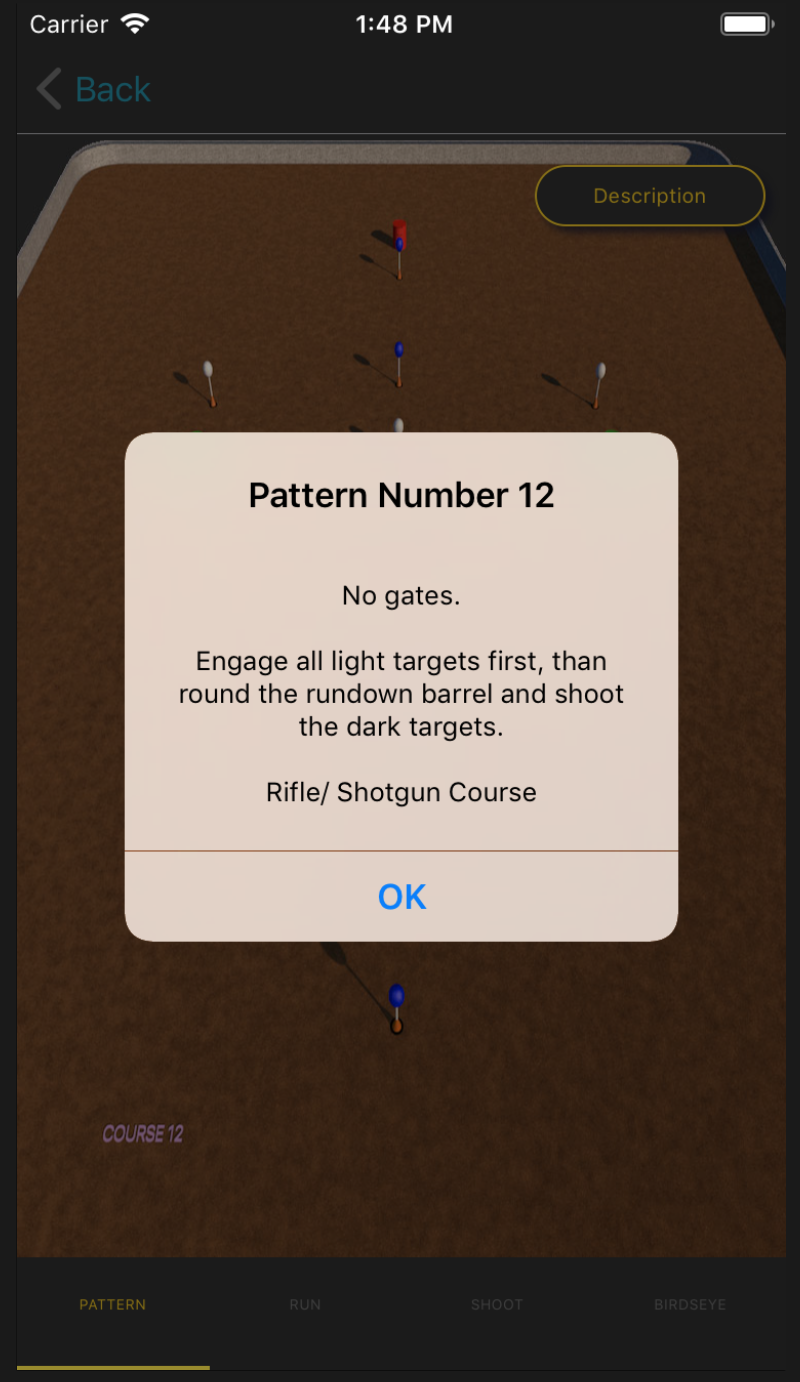 Carrier
1:48 PM
Back
Description
Pattern Number 12
No gates.
Engage all light targets first, than
round the rundown barrel and shoot
the dark targets.
Rifle/ Shotgun Course
OK
COURSE 12
PATTERN
RUN
SHOOT
BIRDSEYE